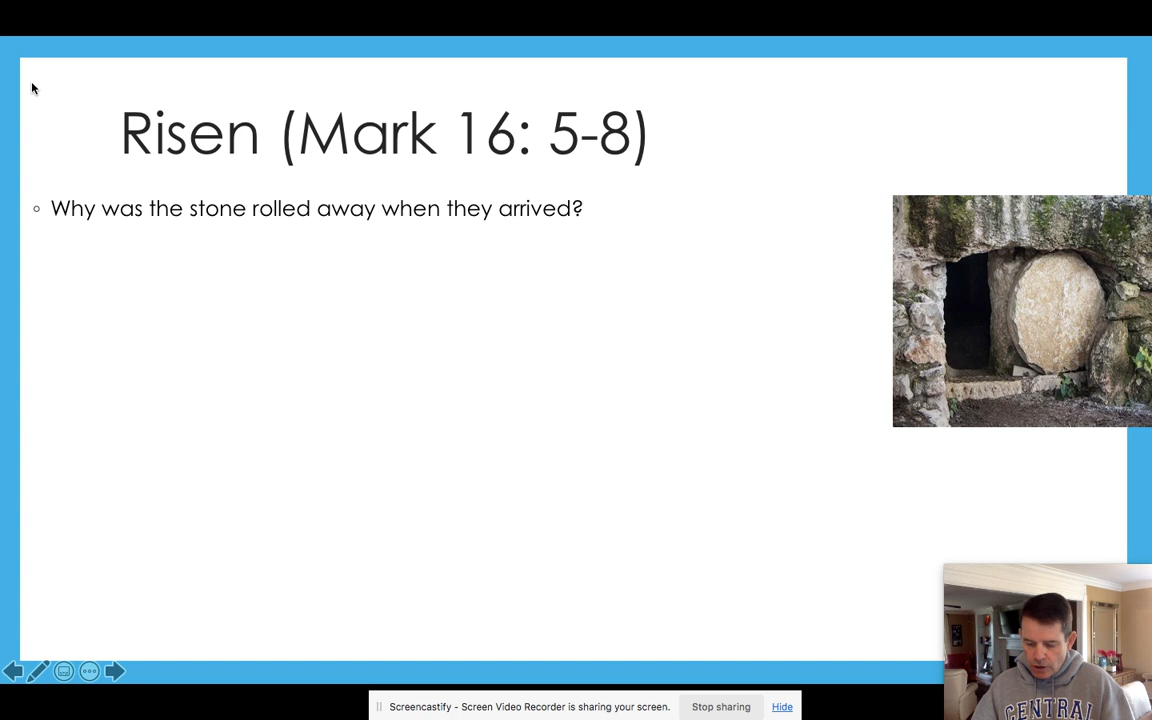 Risen (Mark 16: 5-8)
Why was the stone rolled away when they arrived?
CENTRAL
Screencastify - Screen Video Recorder is sharing your screen.
Stop sharing
Hide